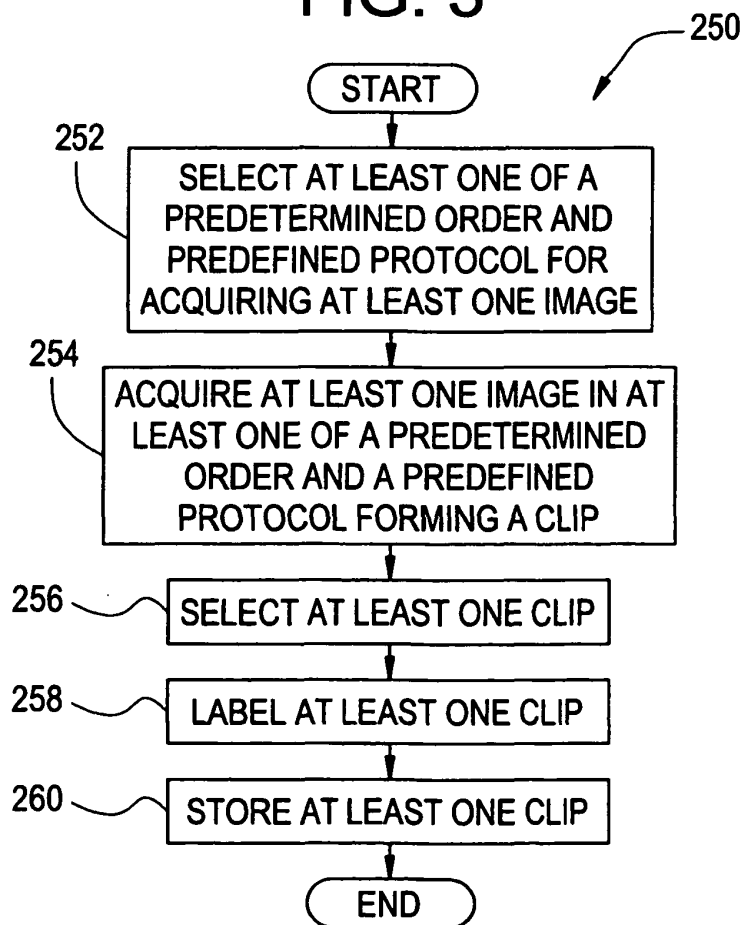 FIG. 3
250
START
252
SELECT AT LEAST ONE OF A
PREDETERMINED ORDER AND
PREDEFINED PROTOCOL FOR
ACQUIRING AT LEAST ONE IMAGE
254
ACQUIRE AT LEAST ONE IMAGE IN AT
LEAST ONE OF A PREDETERMINED
ORDER AND A PREDEFINED
PROTOCOL FORMING A CLIP
256
SELECT AT LEAST ONE CLIP
258
LABEL AT LEAST ONE CLIP
260
STORE AT LEAST ONE CLIP
END